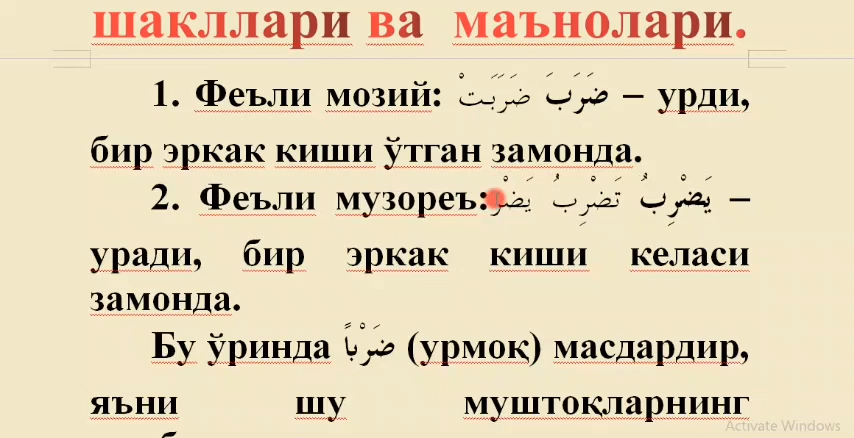 шакллари ва маънолари.
1. Феъли мозий: ضَرَبَ ضَرَبَتْ – урди,
бир эркак киши ўтган замонда.
2. Феъли музореъ: يَضْرِبُ تَضْرِبُ – 
уради, бир эркак киши келаси
замонда.
Бу ўринда ضَرْباً (урмоқ) масдардир,
яъни шу муштоқларнинг
Activate Windows